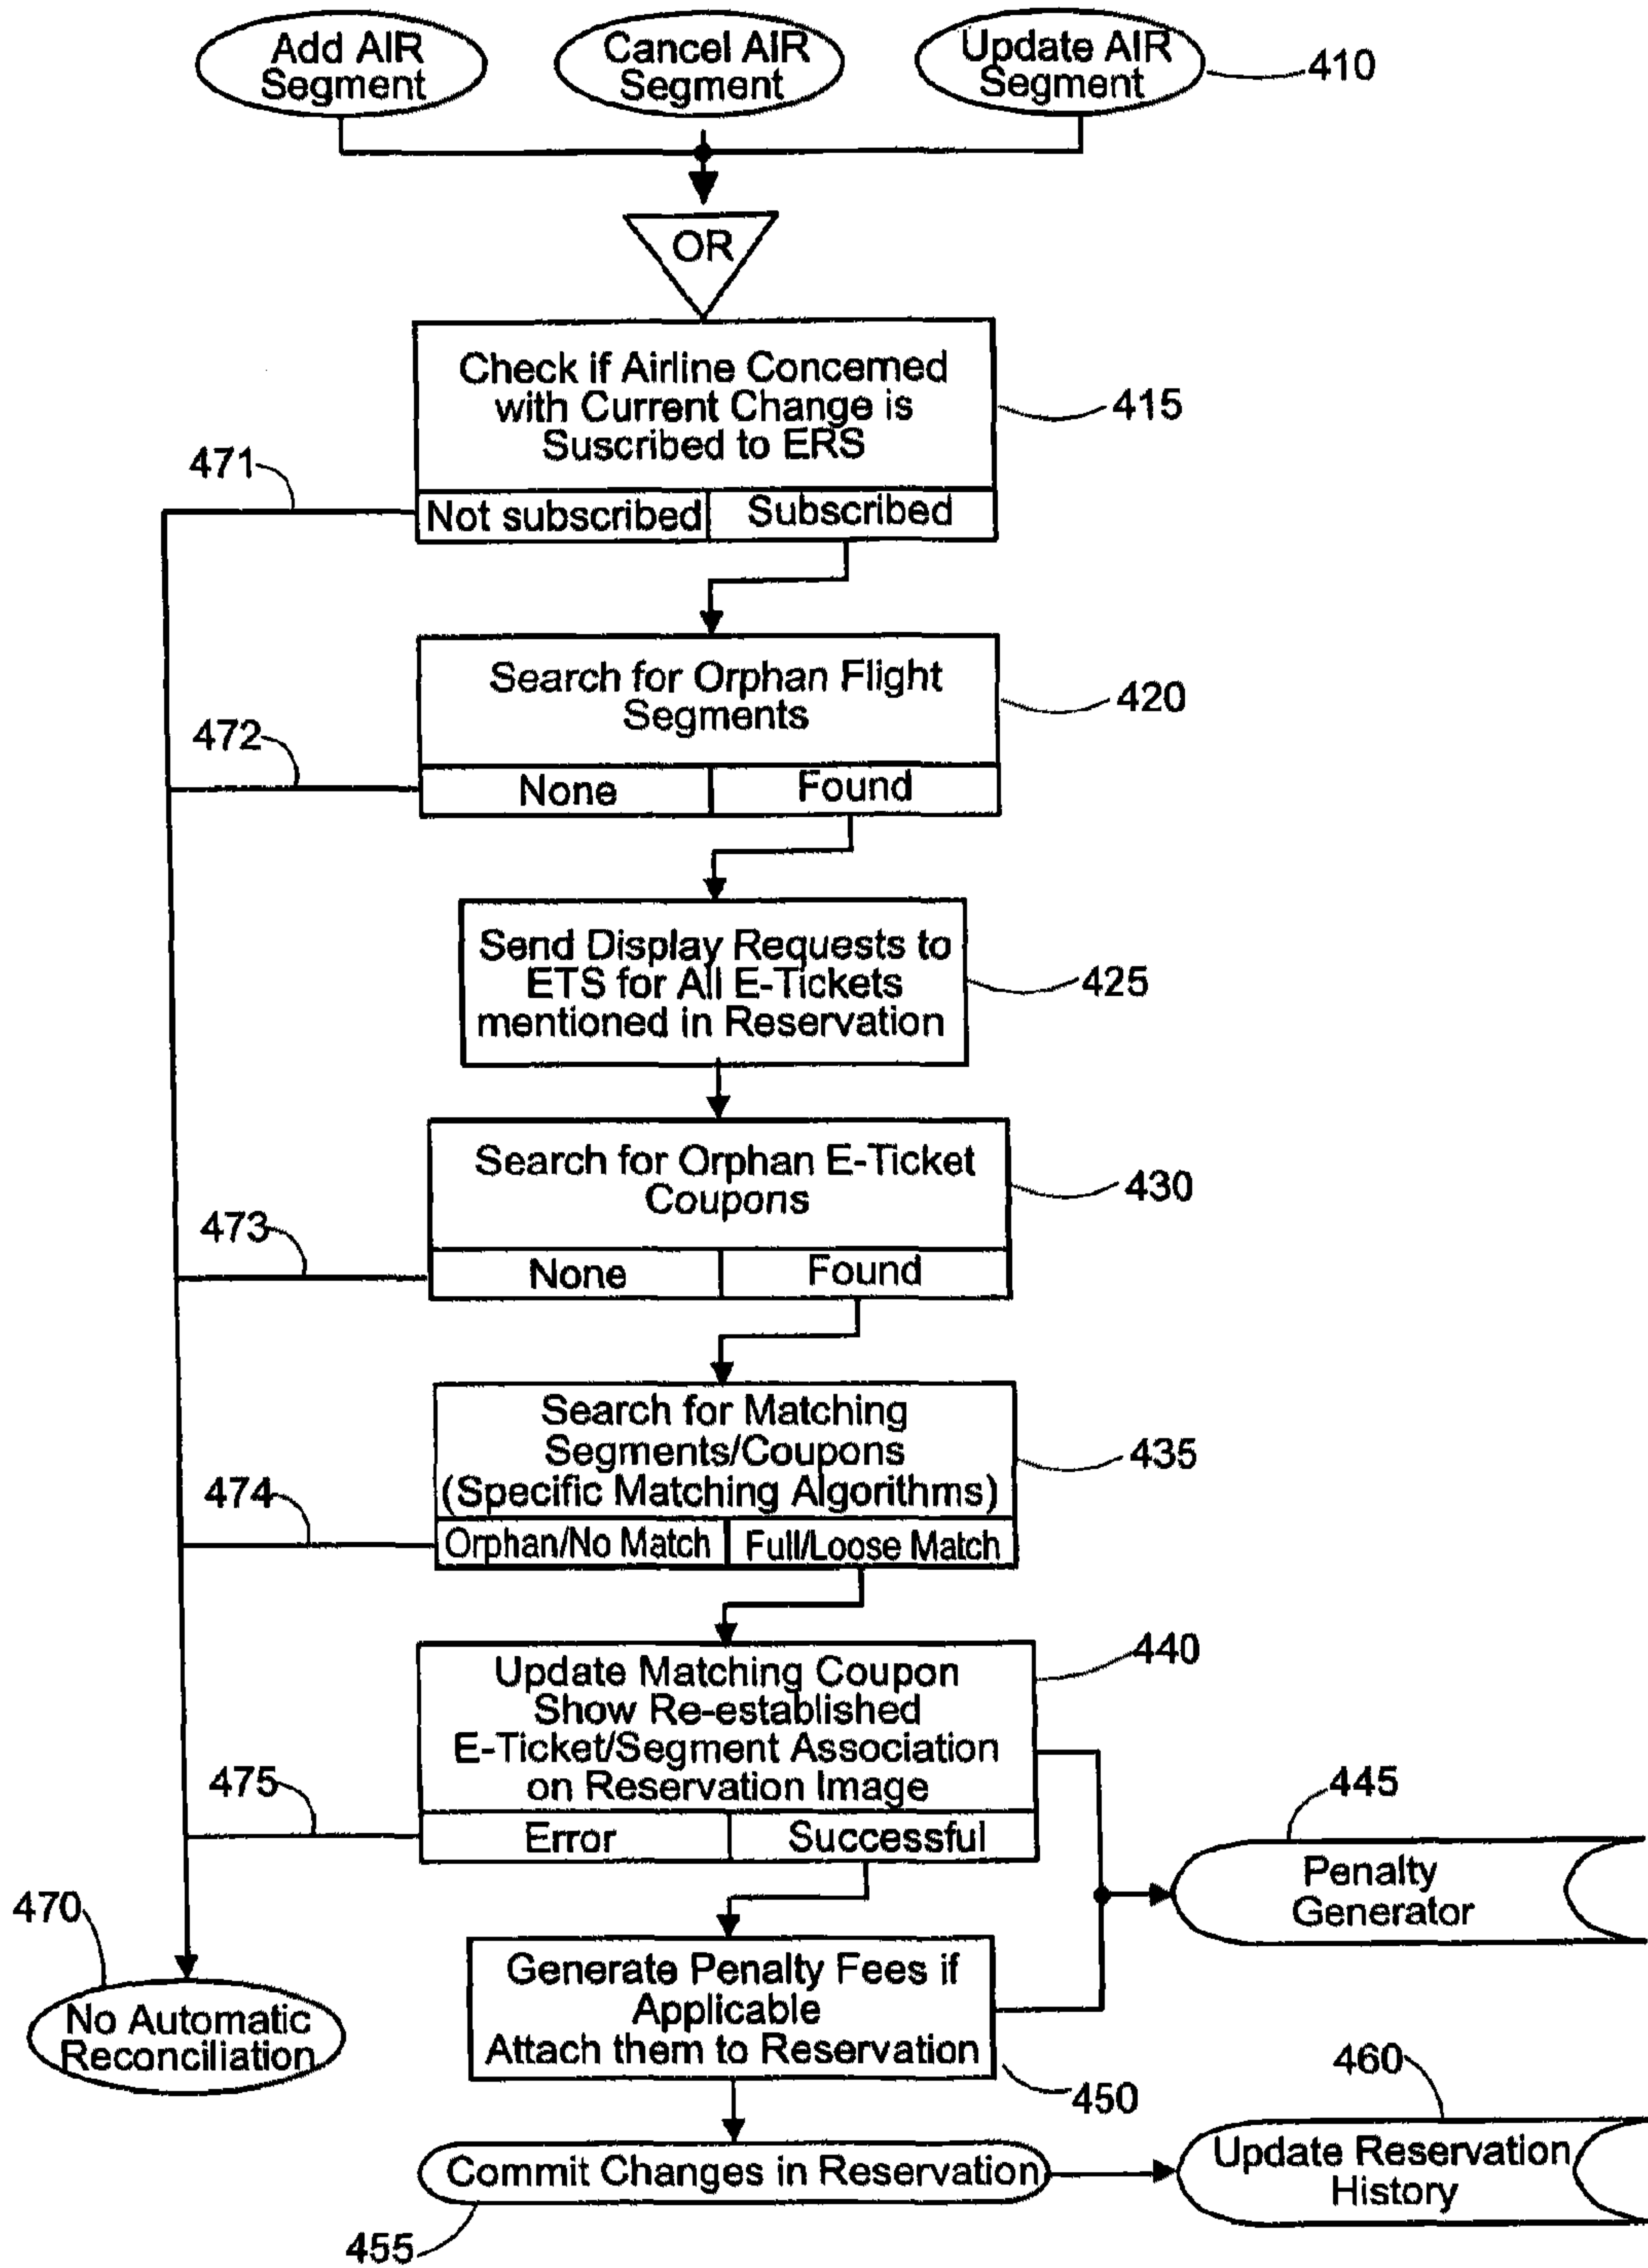 Add AIR
Segment
Cancel AIR
Segment
Update AIR
Segment
410
OR
Check if Airline Concerned
with Current Change is
Suscribed to ERS
415
471
Not subscribed
Subscribed
Search for Orphan Flight
Segments
420
472
None
Found
Send Display Requests to
ETS for All E-Tickets
mentioned in Reservation
425
Search for Orphan E-Ticket
Coupons
430
473
None
Found
Search for Matching
Segments/Coupons
(Specific Matching Algorithms)
435
474
Orphan/No Match
Full/Loose Match
Update Matching Coupon
Show Re-established
E-Ticket/Segment Association
on Reservation Image
440
475
Error
Successful
445
Penalty
Generator
470
No Automatic
Reconciliation
Generate Penalty Fees if
Applicable
Attach them to Reservation
450
460
Commit Changes in Reservation
Update Reservation
History
455